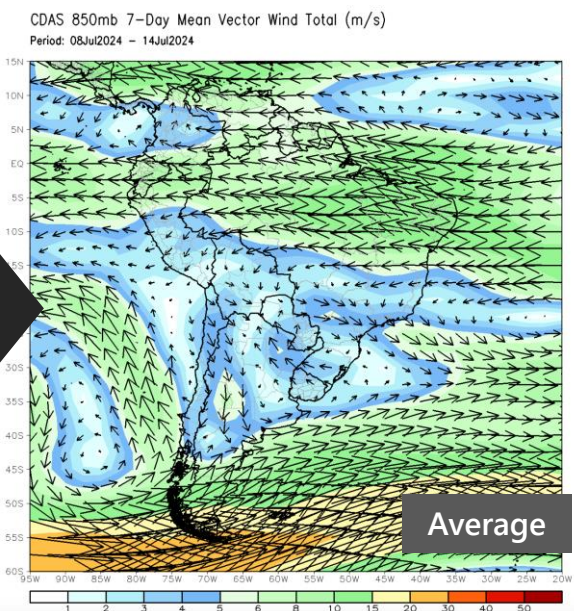 CDAS 850mb 7-Day Mean Vector Wind Total (m/s)
Period: 08Jul2024 - 14Jul2024
15N
10N
5N
EQ
5S
10S
5S
20S
25S
30S
35S
40S
45S
50S
55S
60S
Average
95W 90W 85W 80W 75W 70W 65W 60W 55W 50W 45W 40W 35W 30W 25W 20W
1 2 3 4 5 6 8 10 15 20 30 40 50